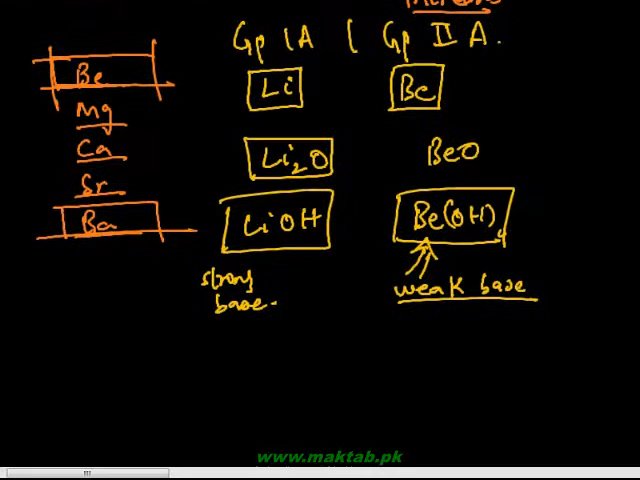 Gp IA | Gp II A.
Be
Mg
Ca
Sr
Ba
Li Be
Li₂O BeO
LiOH Be(OH)
strong base.
weak base
www.maktab.pk